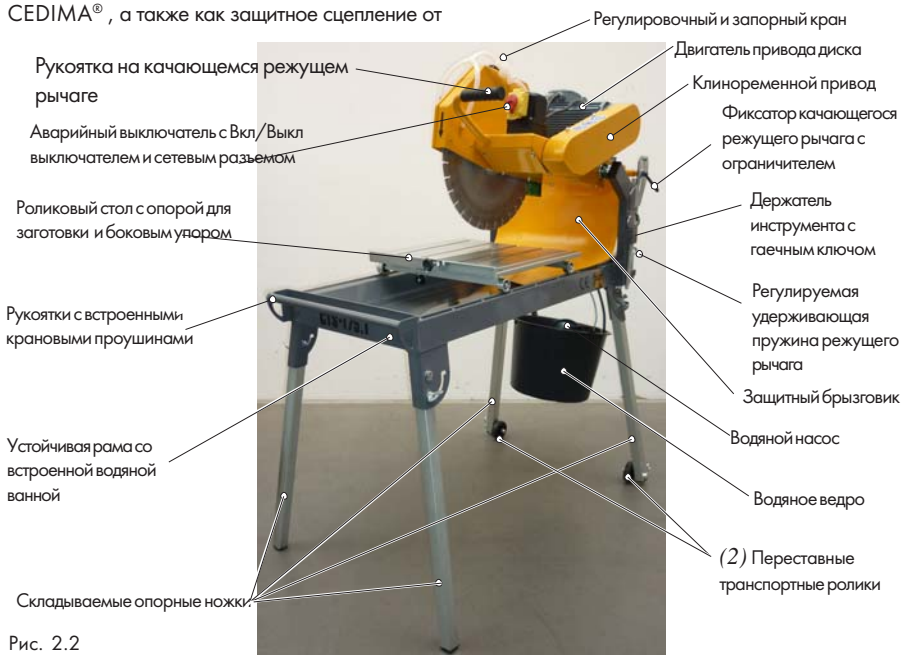 CEDIMA® , а также как защитное сцепление от
Регулировочный и запорный кран
Двигатель привода диска
Рукоятка на качающемся режущем
рычаге
Клиноременный привод
Аварийный выключатель с Вкл/Выкл
выключателем и сетевым разъемом
Фиксатор качающегося
режущего рычага с
ограничителем
Роликовый стол с опорой для
заготовки и боковым упором
Держатель
инструмента с
гаечным ключом
Рукоятки с встроенными
крановыми проушинами
Регулируемая
удерживающая
пружина режущего
рычага
Защитный брызговик
Устойчивая рама со
встроенной водяной
ванной
Водяной насос
Водяное ведро
(2) Переставные
транспортные ролики
Складываемые опорные ножки
Рис. 2.2
CE